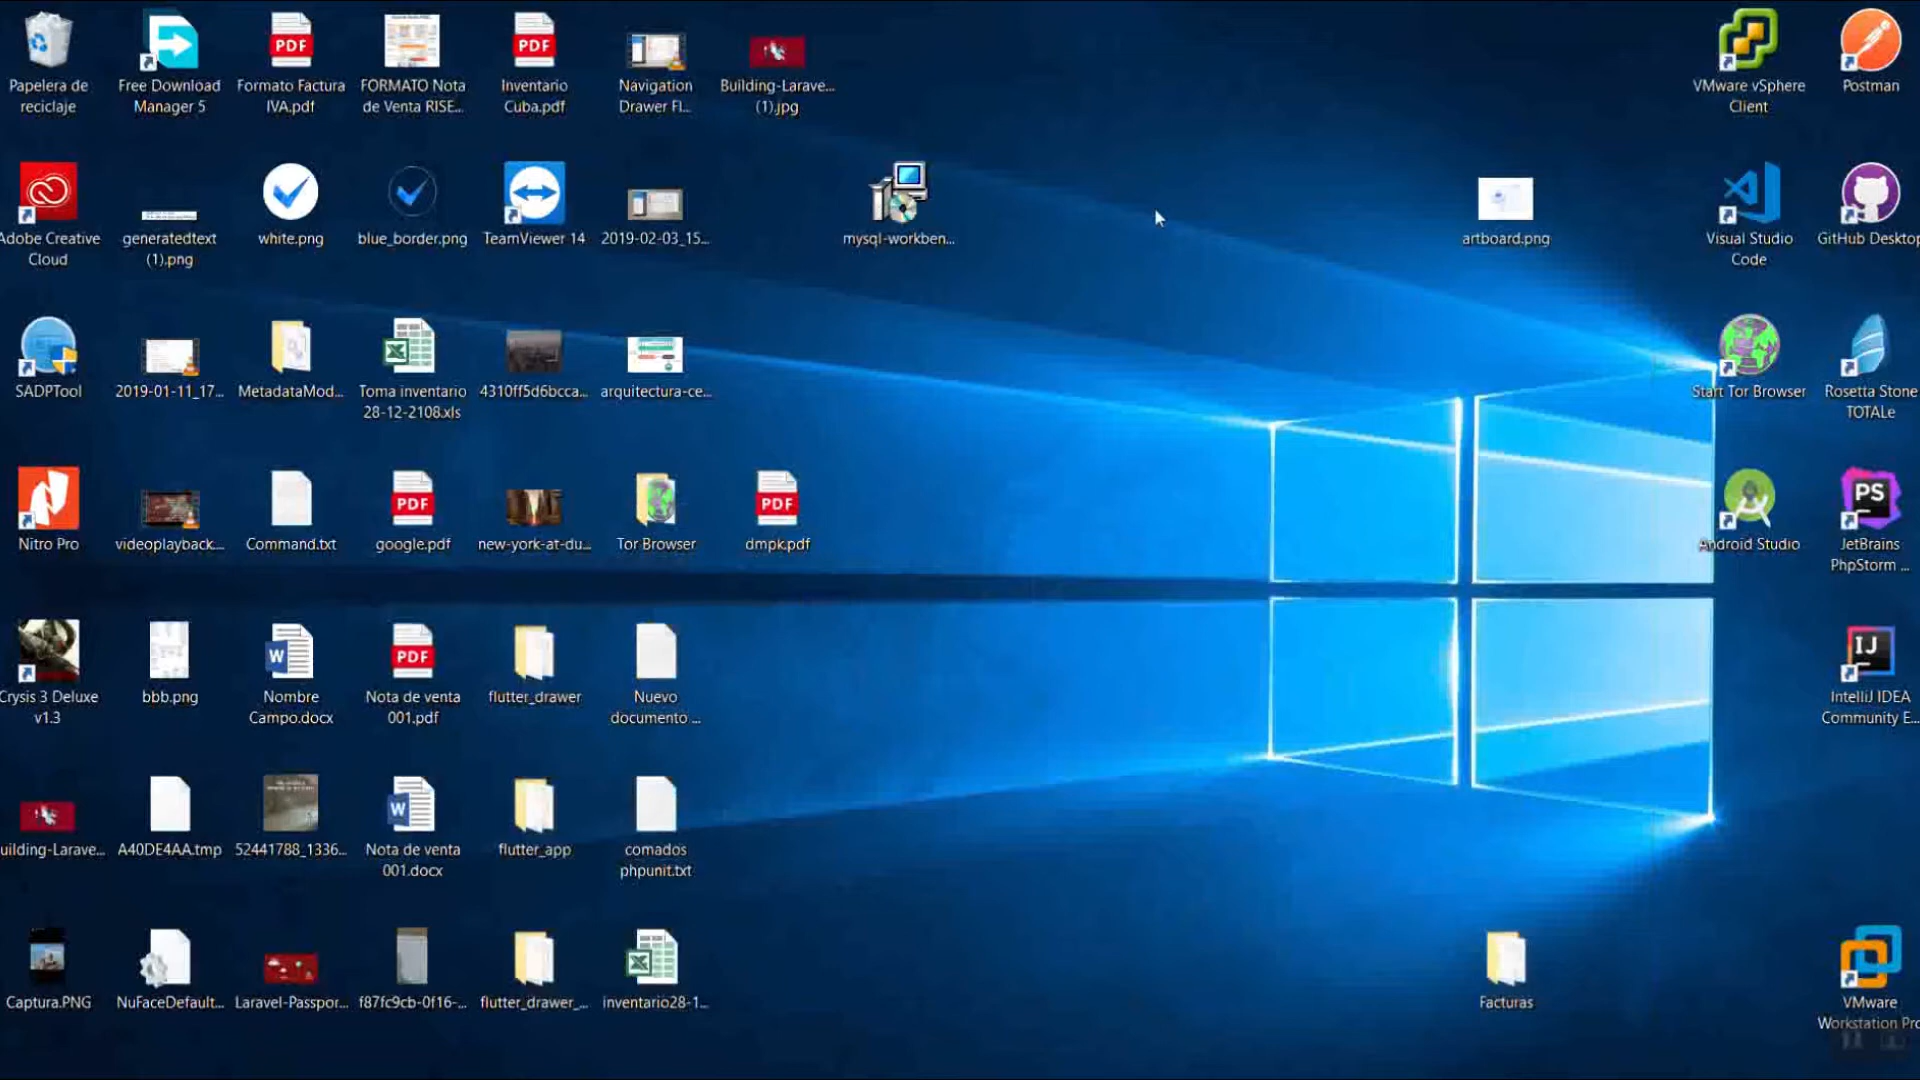 Papelera de
reciclaje
Free Download
Manager 5
Formato Factura
IVA.pdf
FORMATO Nota
de Venta RISE...
Inventario
Cuba.pdf
Navigation
Drawer Fl...
Building-Larave...
(1).jpg
VMware vSphere
Client
Postman
Adobe Creative
Cloud
generatedtext
(1).png
white.png
blue_border.png
TeamViewer 14
2019-02-03_15...
mysql-workben...
artboard.png
Visual Studio
Code
GitHub Desktop
SADPTool
2019-01-11_17...
MetadataMod...
Toma inventario
28-12-2108.xls
4310ff5d6bcca...
arquitectura-ce...
Start Tor Browser
Rosetta Stone
TOTALe
Nitro Pro
videoplayback....
Command.txt
PDF
google.pdf
new-york-at-du...
Tor Browser
PDF
dmpk.pdf
Android Studio
PS
JetBrains
PhpStorm ...
Crysis 3 Deluxe
v1.3
bbb.png
W
Nombre
Campo.docx
PDF
Nota de venta
001.pdf
flutter_drawer
Nuevo
documento ...
IJ
IntelliJ IDEA
Community E...
uilding-Larave...
A40DE4AA.tmp
52441788_1336...
W
Nota de venta
001.docx
flutter_app
comados
phpunit.txt
Captura.PNG
NuFaceDefault...
Laravel-Passpor...
f87fc9cb-0f16-...
flutter_drawer_...
inventario28-1...
Facturas
VMware
Workstation Pro